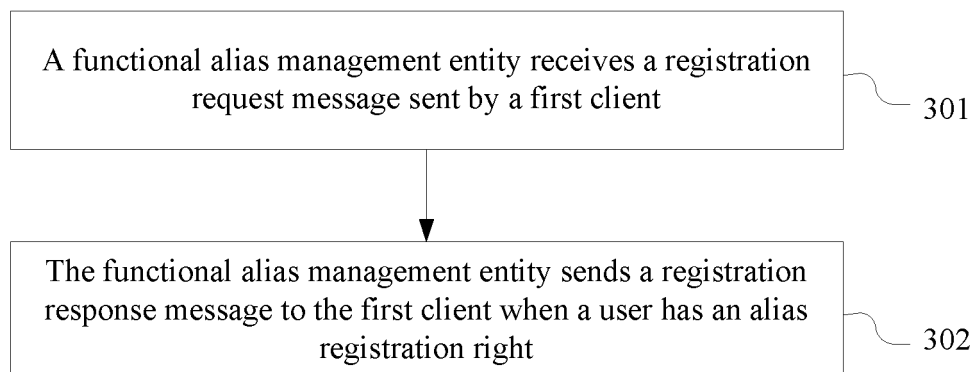 A functional alias management entity receives a registration
request message sent by a first client
301
The functional alias management entity sends a registration
response message to the first client when a user has an alias
registration right
302